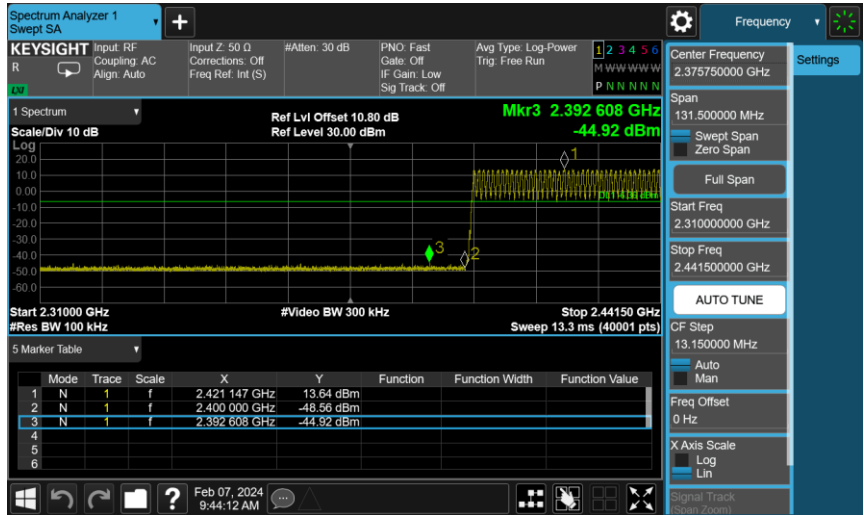 Spectrum Analyzer 1
Swept SA
Frequency
KEYSIGHT
R
LXI
Input: RF
Coupling: AC
Align: Auto
Input Z: 50 Ω
Corrections: Off
Freq Ref: Int (S)
#Atten: 30 dB
PNO: Fast
Gate: Off
IF Gain: Low
Sig Track: Off
Avg Type: Log-Power
Trig: Free Run
1 2 3 4 5 6
M W W W W W
P N N N N N
Center Frequency
2.375750000 GHz
Settings
Span
131.500000 MHz
Swept Span
Zero Span
Full Span
Start Freq
2.310000000 GHz
Stop Freq
2.441500000 GHz
AUTO TUNE
CF Step
13.150000 MHz
Auto
Man
Freq Offset
0 Hz
X Axis Scale
Log
Lin
Signal Track
(Span Zoom)
1 Spectrum
Scale/Div 10 dB
Ref Lvl Offset 10.80 dB
Ref Level 30.00 dBm
Mkr3 2.392 608 GHz
-44.92 dBm
Log
20.0
10.0
0.00
-10.0
-20.0
-30.0
-40.0
-50.0
-60.0
1
2
3
Start 2.31000 GHz
#Res BW 100 kHz
#Video BW 300 kHz
Stop 2.44150 GHz
Sweep 13.3 ms (40001 pts)
5 Marker Table
Mode Trace Scale X Y Function Function Width Function Value
1 N 1 f 2.421 147 GHz 13.64 dBm
2 N 1 f 2.400 000 GHz -48.56 dBm
3 N 1 f 2.392 608 GHz -44.92 dBm
4
5
6
?
Feb 07, 2024
9:44:12 AM